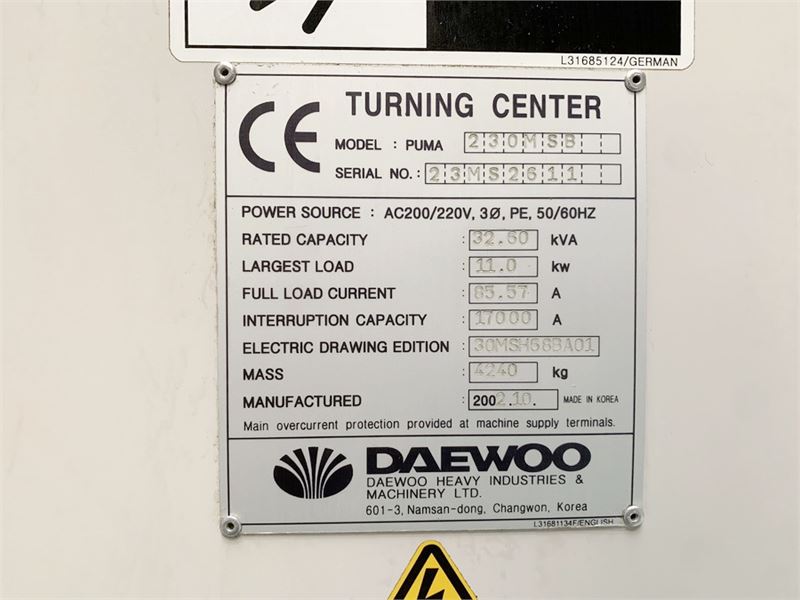 L31685124/GERMAN
CE TURNING CENTER
MODEL : PUMA 230MSB
SERIAL NO. : 23MS2611
POWER SOURCE : AC200/220V, 3Ø, PE, 50/60HZ
RATED CAPACITY : 32.60 kVA
LARGEST LOAD : 11.0 kw
FULL LOAD CURRENT : 85.57 A
INTERRUPTION CAPACITY : 17000 A
ELECTRIC DRAWING EDITION : 30MSH68BA01
MASS : 4240 kg
MANUFACTURED : 2002.10. MADE IN KOREA
Main overcurrent protection provided at machine supply terminals.
DAEWOO
DAEWOO HEAVY INDUSTRIES &
MACHINERY LTD.
601-3, Namsan-dong, Changwon, Korea
L31681134F/ENGLISH